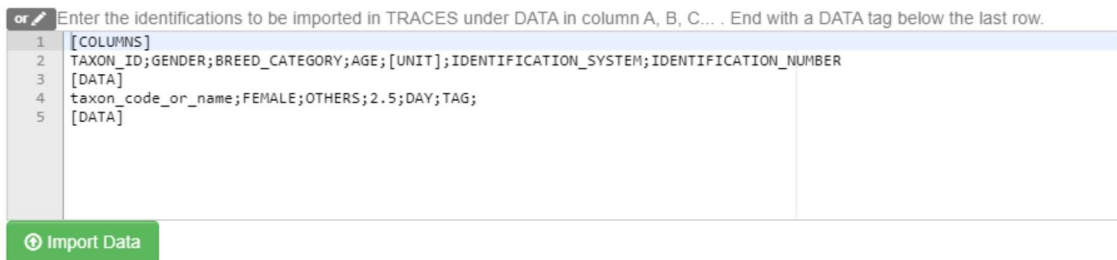 or Enter the identifications to be imported in TRACES under DATA in column A, B, C... . End with a DATA tag below the last row.
1 [COLUMNS]
2 TAXON_ID;GENDER;BREED_CATEGORY;AGE;[UNIT];IDENTIFICATION_SYSTEM;IDENTIFICATION_NUMBER
3 [DATA]
4 taxon_code_or_name;FEMALE;OTHERS;2.5;DAY;TAG;
5 [DATA]
Import Data